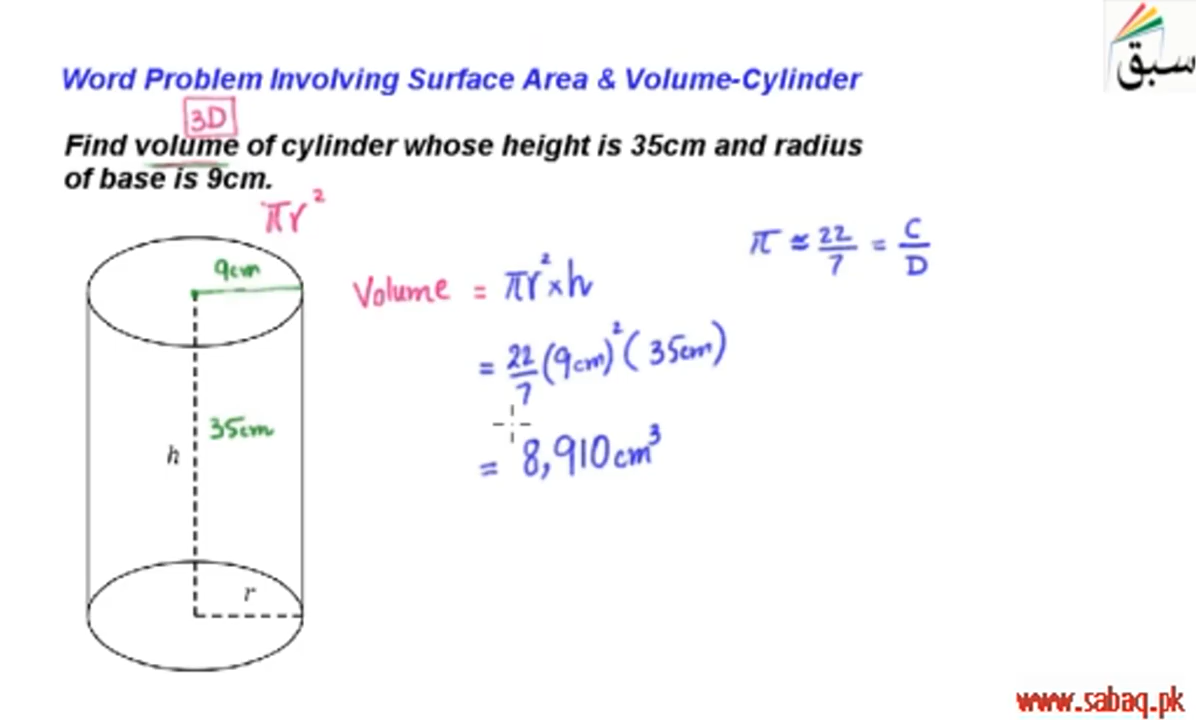 سبق
Word Problem Involving Surface Area & Volume-Cylinder
3D
Find volume of cylinder whose height is 35cm and radius
of base is 9cm.
πr²
π ≈ 22/7 = C/D
9cm
Volume = πr² × h
= 22/7 (9cm)² (35cm)
35cm
h
= 8,910 cm³
r
www.sabaq.pk